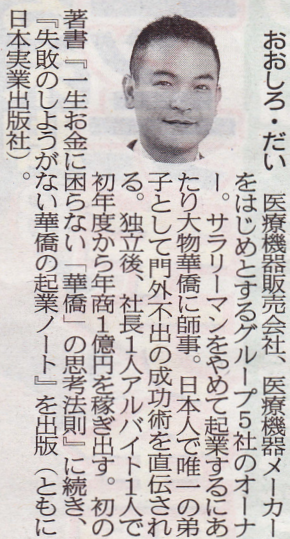 おおしろ・だい　医療機器販売会社、医療機器メーカー
をはじめとするグループ5社のオーナ
ー。サラリーマンをやめて起業するにあ
たり大物華僑に師事。日本人で唯一の弟
子として門外不出の成功術を直伝され
る。独立後、社長1人アルバイト1人で
初年度から年商1億円を稼ぎ出す。初の
著書『一生お金に困らない「華僑」の思考法則』に続き、
『失敗のしようがない華僑の起業ノート』を出版（ともに
日本実業出版社）。